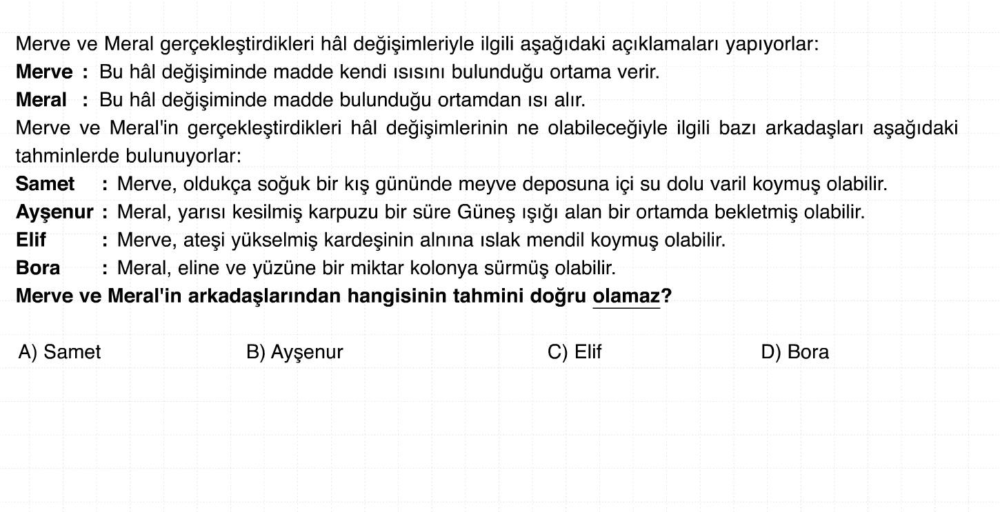 Merve ve Meral gerçekleştirdikleri hâl değişimleriyle ilgili aşağıdaki açıklamaları yapıyorlar:
Merve : Bu hâl değişiminde madde kendi ısısını bulunduğu ortama verir.
Meral : Bu hâl değişiminde madde bulunduğu ortamdan ısı alır.
Merve ve Meral'in gerçekleştirdikleri hâl değişimlerinin ne olabileceğiyle ilgili bazı arkadaşları aşağıdaki
tahminlerde bulunuyorlar:
Samet : Merve, oldukça soğuk bir kış gününde meyve deposuna içi su dolu varil koymuş olabilir.
Ayşenur : Meral, yarısı kesilmiş karpuzu bir süre Güneş ışığı alan bir ortamda bekletmiş olabilir.
Elif : Merve, ateşi yükselmiş kardeşinin alnına ıslak mendil koymuş olabilir.
Bora : Meral, eline ve yüzüne bir miktar kolonya sürmüş olabilir.
Merve ve Meral'in arkadaşlarından hangisinin tahmini doğru olamaz?
A) Samet B) Ayşenur C) Elif D) Bora